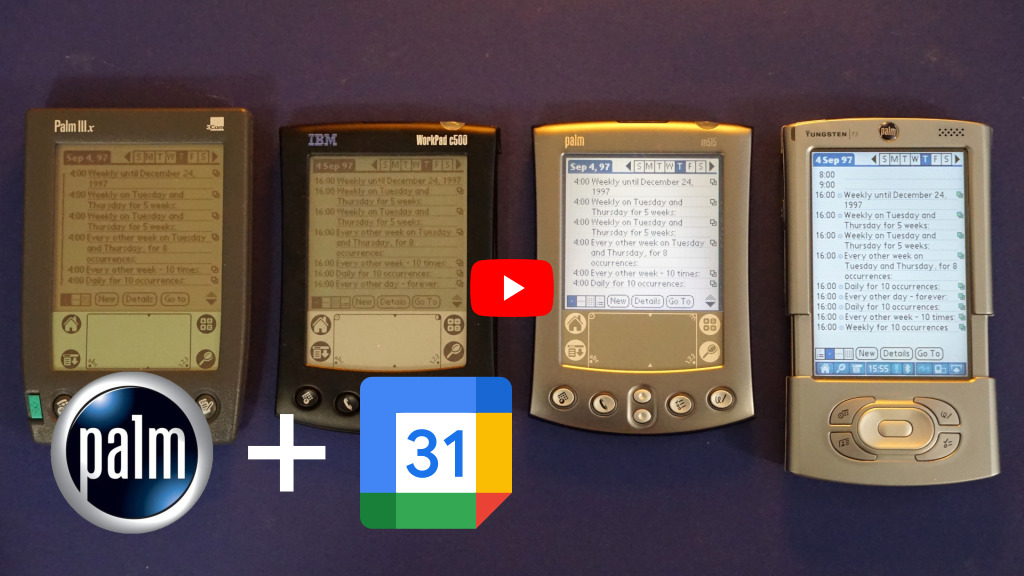 Palm IIIx
3Com
Sep 4, 97
S M T W T F S
4:00 Weekly until December 24,
1997
4:00 Weekly on Tuesday and
Thursday for 5 weeks:
4:00 Weekly on Tuesday and
Thursday for 5 weeks:
4:00 Every other week on Tuesday
and Thursday, for 8
occurrences:
4:00 Every other week - 10 times:
4:00 Daily for 10 occurrences:
New Details Go to
IBM
WorkPad c500
Sep 4, 97
S M T W T F S
16:00 Weekly until December 24, 1997
16:00 Weekly on Tuesday and
Thursday for 5 weeks:
16:00 Weekly on Tuesday and
Thursday for 5 weeks:
16:00 Every other week on Tuesday
and Thursday, for 8
occurrences:
16:00 Every other week - 10 times:
16:00 Daily for 10 occurrences:
16:00 Every other day - forever:
New Details Go To
palm
m515
Sep 4, 97
S M T W T F S
4:00 Weekly until December 24,
1997
4:00 Weekly on Tuesday and
Thursday for 5 weeks:
4:00 Weekly on Tuesday and
Thursday for 5 weeks:
4:00 Every other week on Tuesday
and Thursday, for 8
occurrences:
4:00 Every other week - 10 times:
4:00 Daily for 10 occurrences:
New Details Go To
TUNGSTEN T3
palm
4 Sep 97
S M T W T F S
8:00
9:00
16:00 Weekly until December 24,
1997
16:00 Weekly on Tuesday and
Thursday for 5 weeks:
16:00 Weekly on Tuesday and
Thursday for 5 weeks:
16:00 Every other week on
Tuesday and Thursday, for 8
occurrences:
16:00 Daily for 10 occurrences:
16:00 Every other day - forever:
16:00 Every other week - 10 times:
16:00 Weekly for 10 occurrences
New Details Go To
15:55
palm
+
31